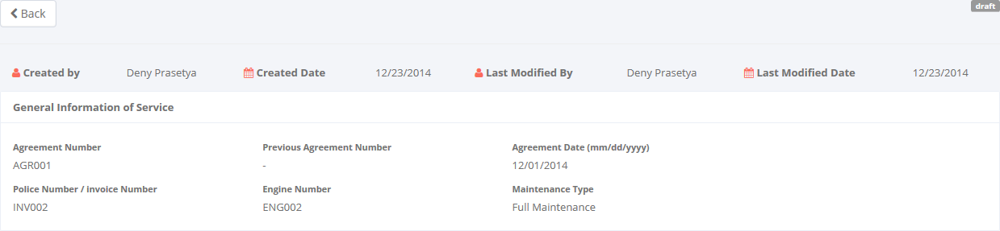 Back
draft
Created by Deny Prasetya Created Date 12/23/2014 Last Modified By Deny Prasetya Last Modified Date 12/23/2014
General Information of Service
Agreement Number Previous Agreement Number Agreement Date (mm/dd/yyyy)
AGR001 - 12/01/2014
Police Number / invoice Number Engine Number Maintenance Type
INV002 ENG002 Full Maintenance